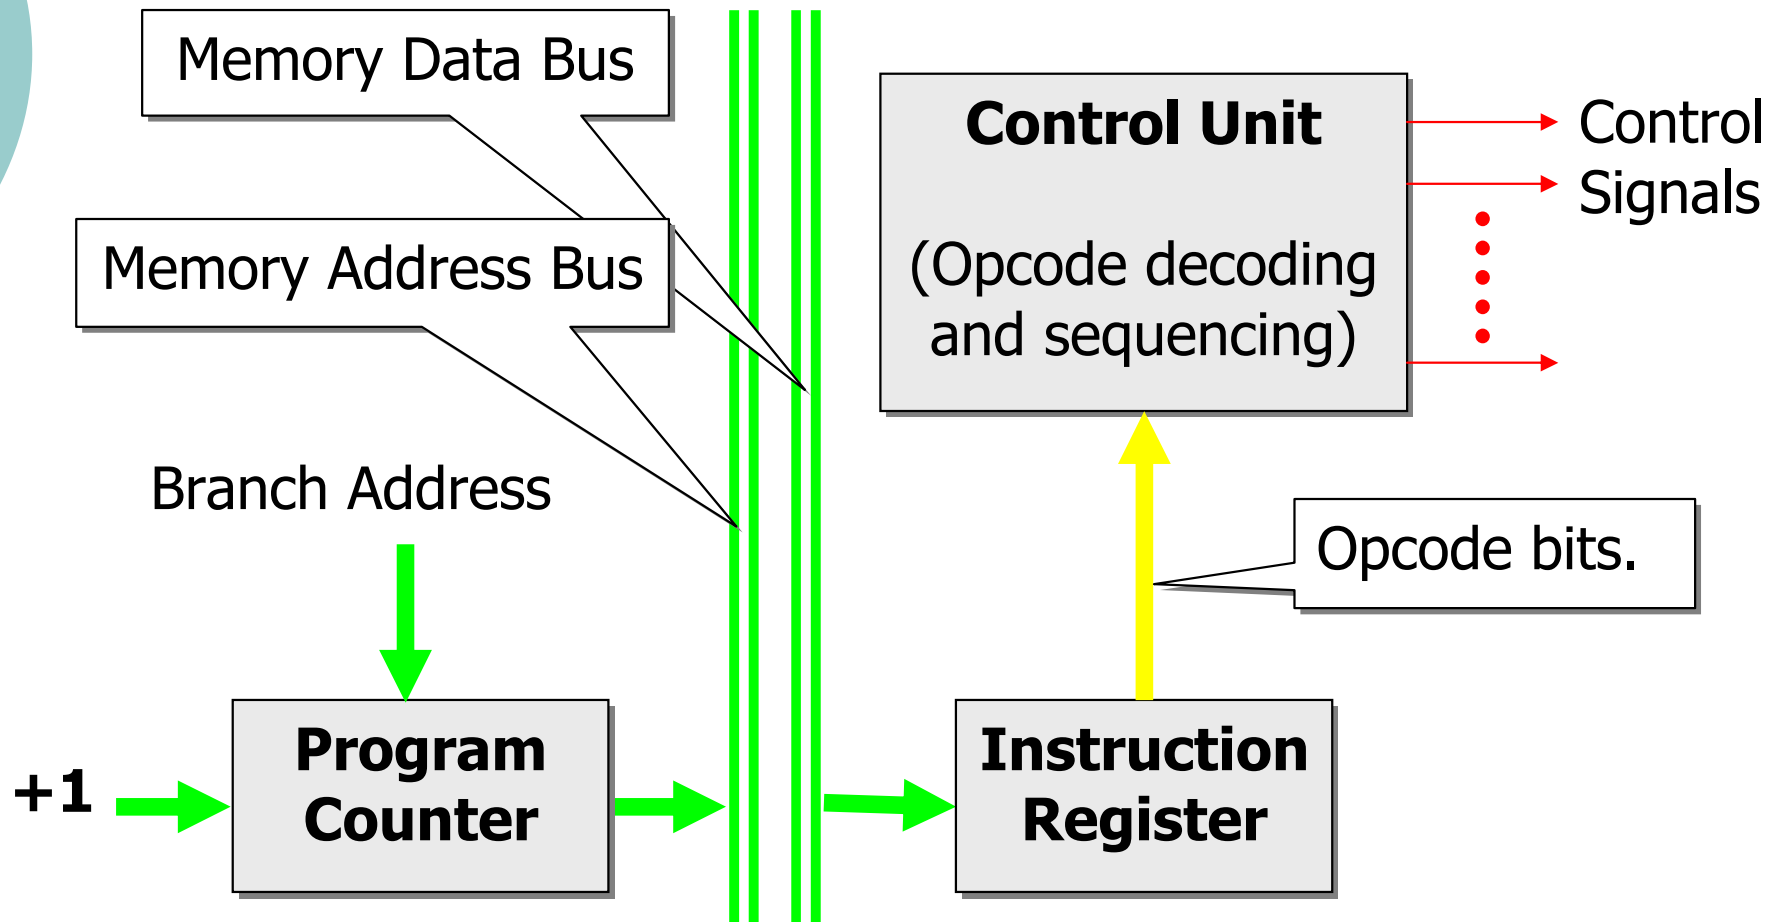 Memory Data Bus
Memory Address Bus
Branch Address
+1
Program
Counter
Control Unit
(Opcode decoding
and sequencing)
Control
Signals
Opcode bits.
Instruction
Register